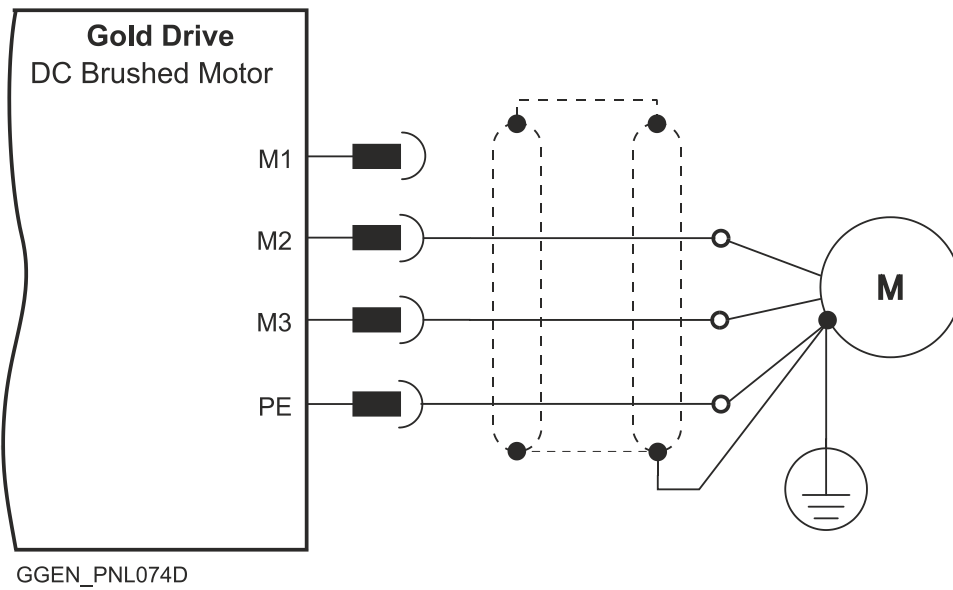 Gold Drive
DC Brushed Motor
M1
M2
M3
PE
M
GGEN_PNL074D